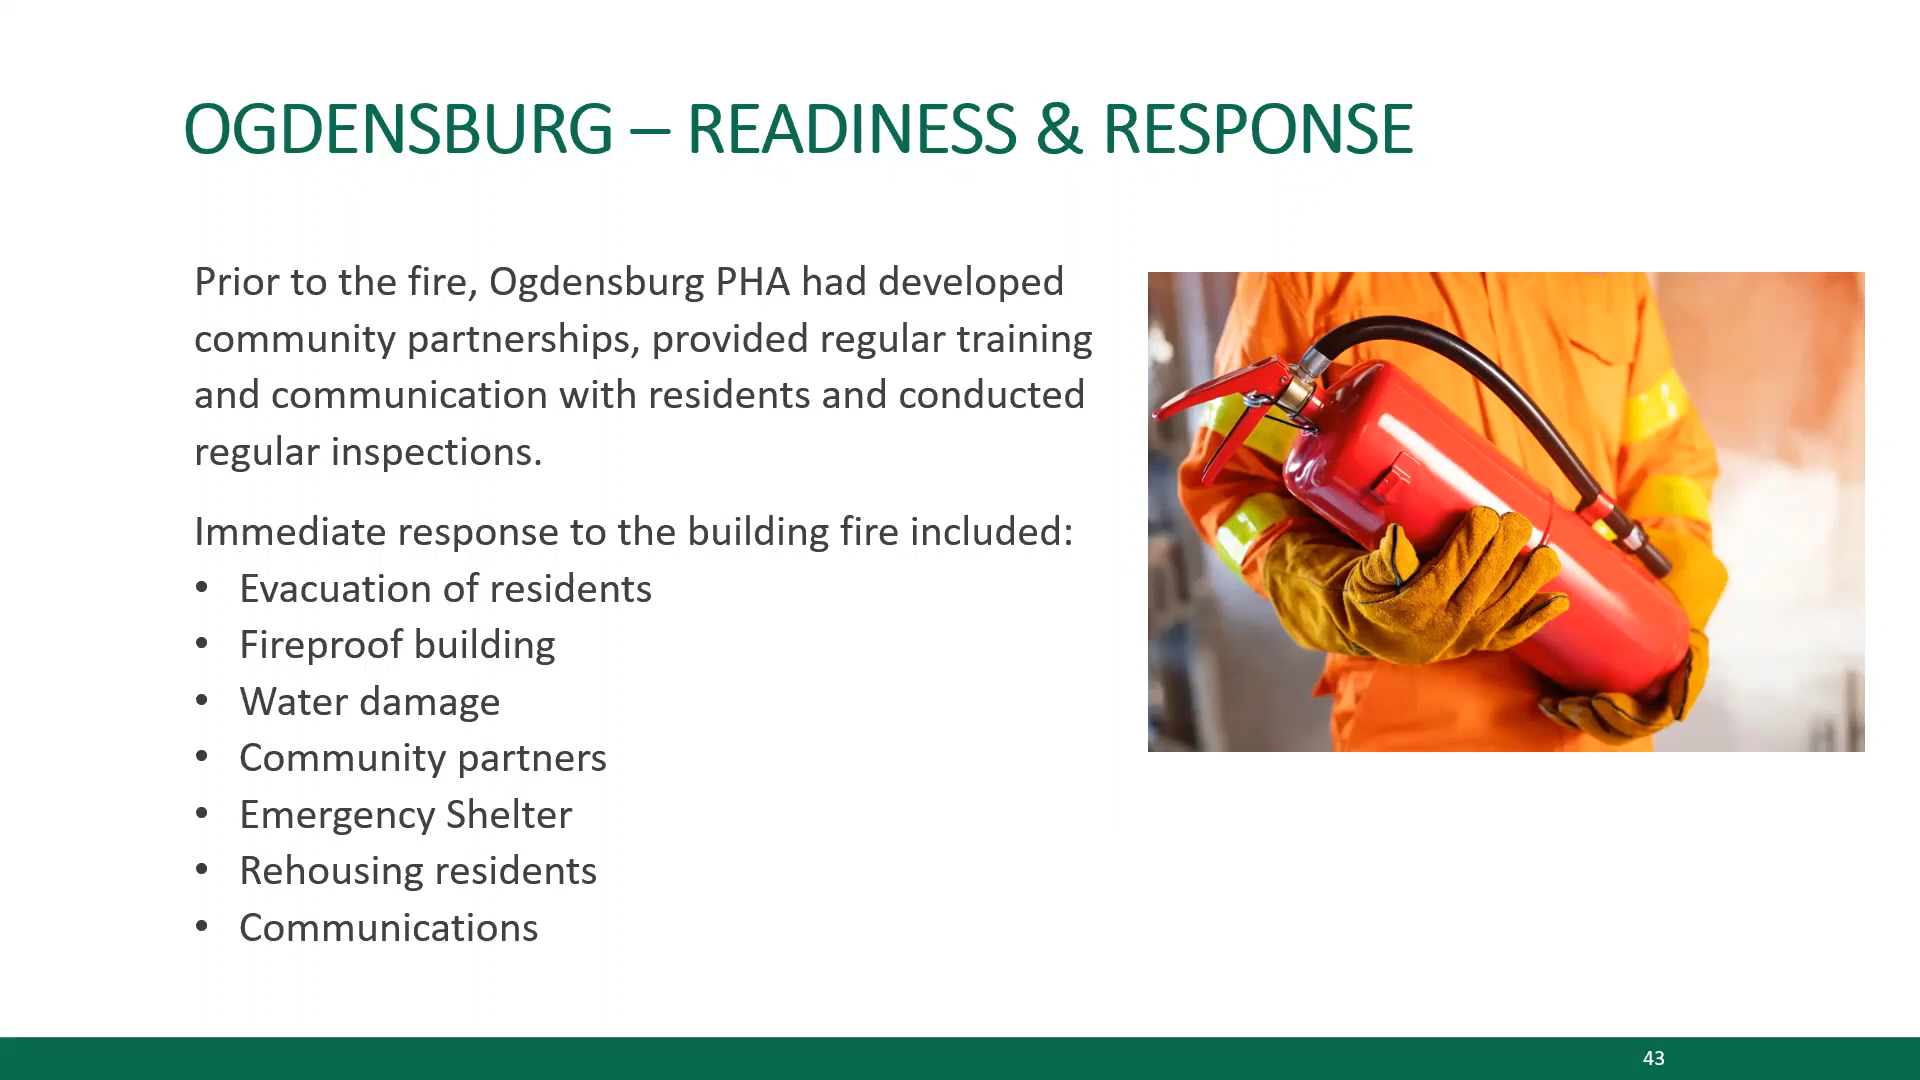 OGDENSBURG – READINESS & RESPONSE
Prior to the fire, Ogdensburg PHA had developed
community partnerships, provided regular training
and communication with residents and conducted
regular inspections.
Immediate response to the building fire included:
• Evacuation of residents
• Fireproof building
• Water damage
• Community partners
• Emergency Shelter
• Rehousing residents
• Communications
43